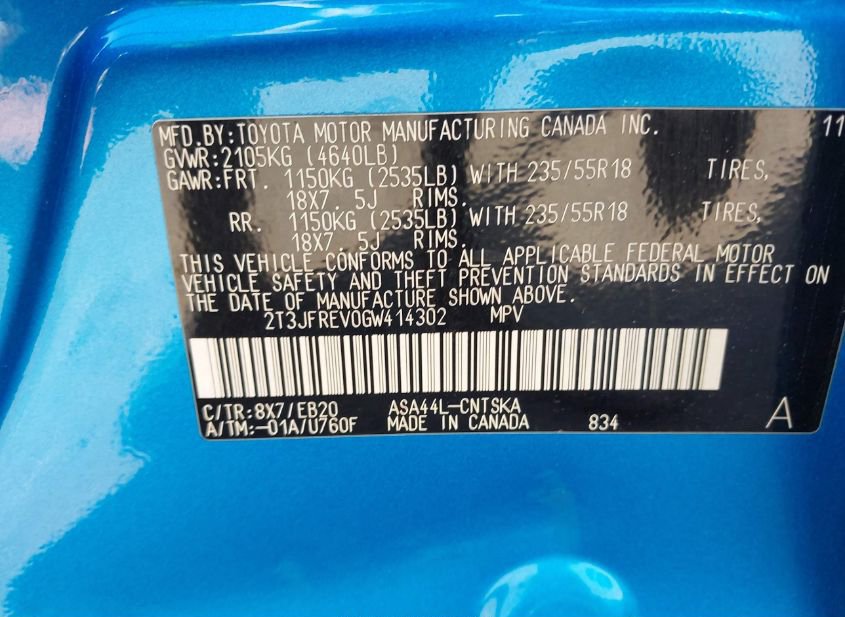 MFD.BY:TOYOTA MOTOR MANUFACTURING CANADA INC. 11
GVWR:2105KG (4640LB)
GAWR:FRT. 1150KG (2535LB) WITH 235/55R18 TIRES,
18X7. 5J RIMS.
RR. 1150KG (2535LB) WITH 235/55R18 TIRES,
18X7. 5J RIMS.
THIS VEHICLE CONFORMS TO ALL APPLICABLE FEDERAL MOTOR
VEHICLE SAFETY AND THEFT PREVENTION STANDARDS IN EFFECT ON
THE DATE OF MANUFACTURE SHOWN ABOVE.
2T3JFREV0GW414302 MPV
C/TR:8X7/EB20 ASA44L-CNTSKA
A/TM:-01A/U760F MADE IN CANADA 834 A